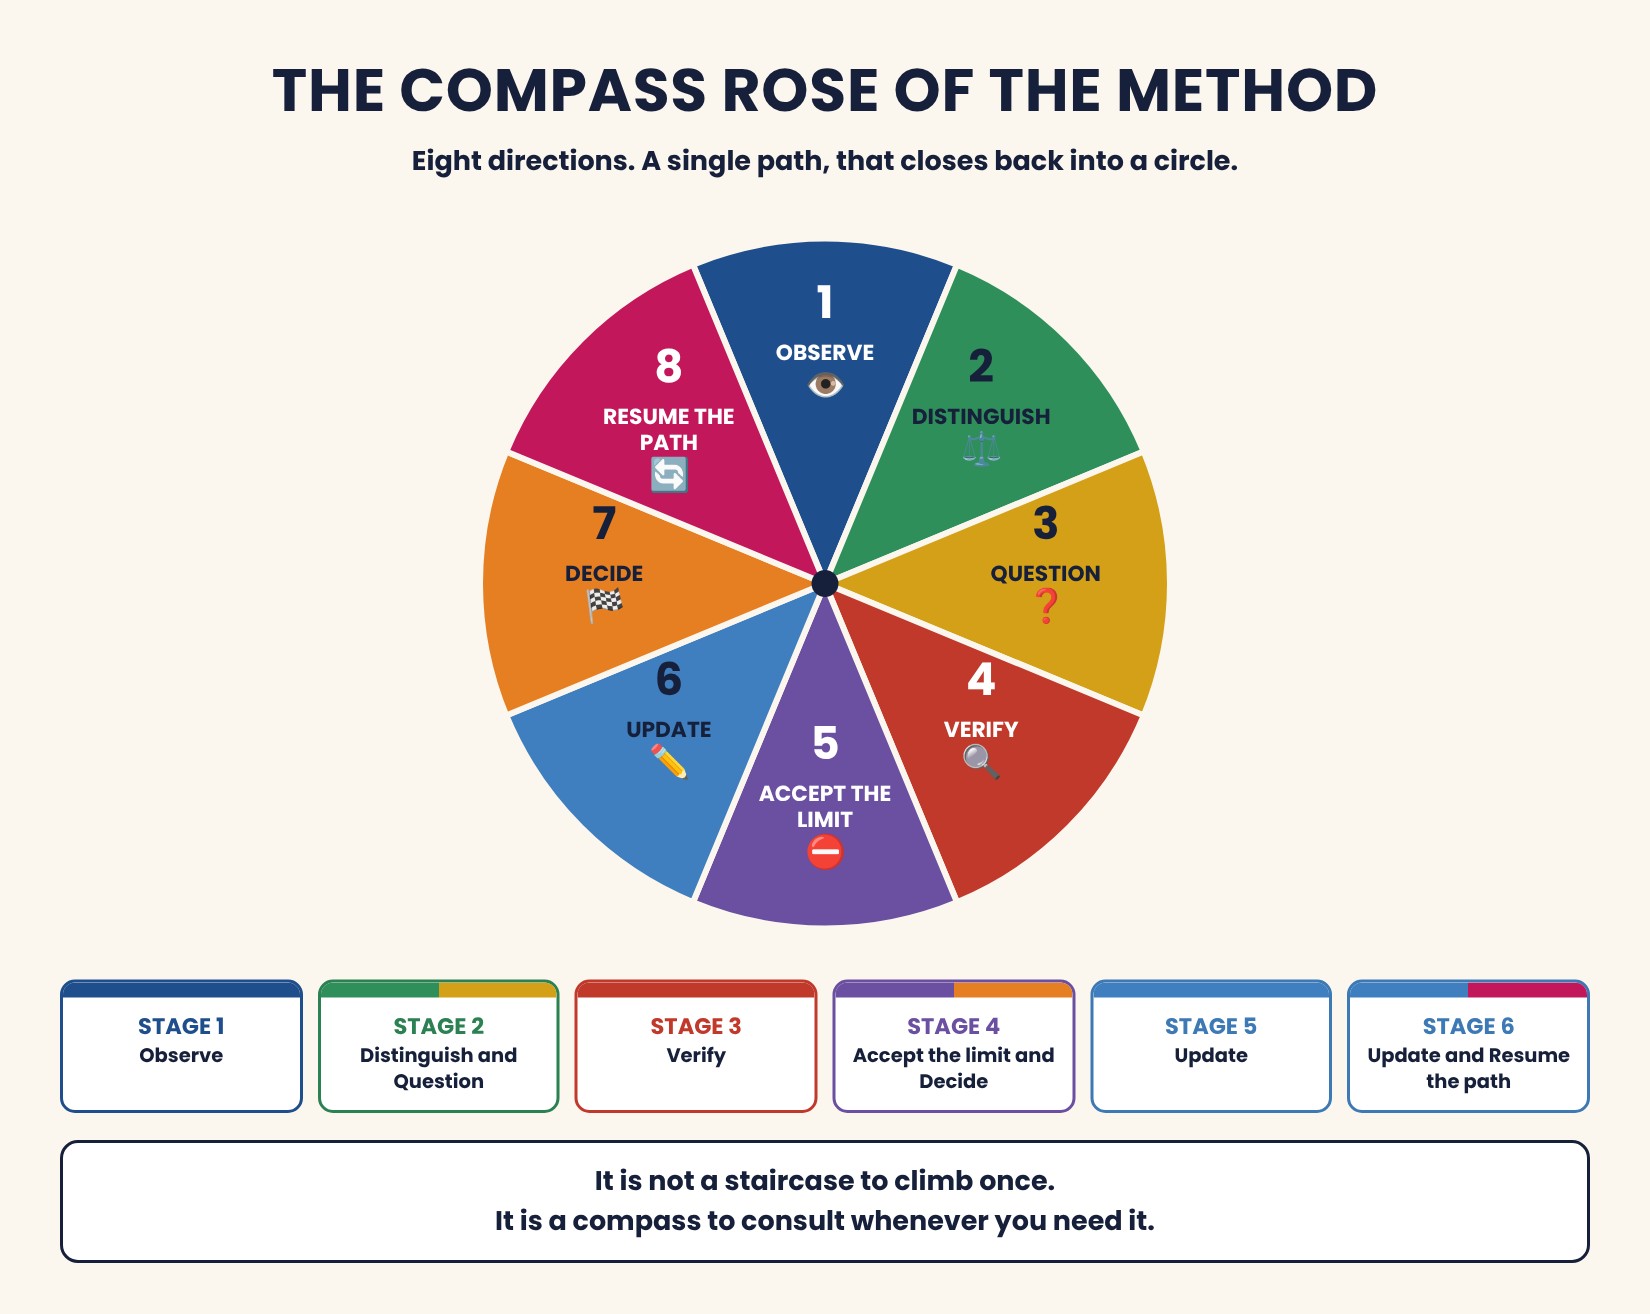 THE COMPASS ROSE OF THE METHOD
Eight directions. A single path, that closes back into a circle.
1
OBSERVE
2
DISTINGUISH
3
QUESTION
4
VERIFY
5
ACCEPT THE
LIMIT
6
UPDATE
7
DECIDE
8
RESUME THE
PATH
STAGE 1
Observe
STAGE 2
Distinguish and
Question
STAGE 3
Verify
STAGE 4
Accept the limit and
Decide
STAGE 5
Update
STAGE 6
Update and Resume
the path
It is not a staircase to climb once.
It is a compass to consult whenever you need it.